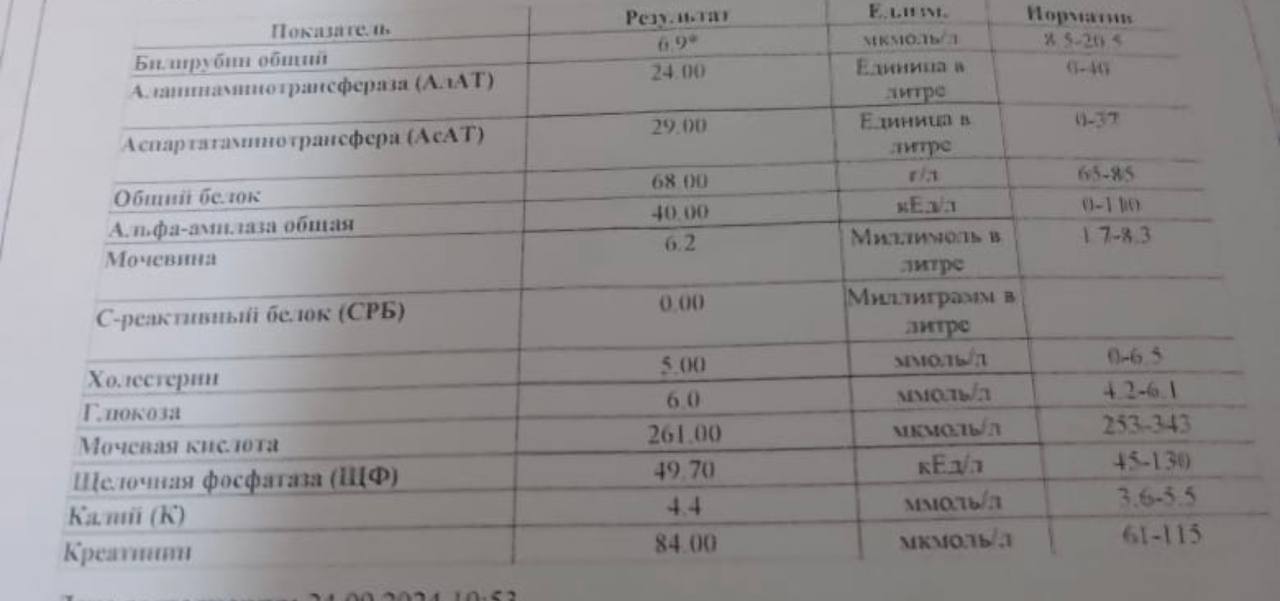 Показатель Результат Ед.изм. Норматив
Билирубин общий 6.9* мкмоль/л 8.5-20.5
Аланинаминотрансфераза (АлАТ) 24.00 Единица в 0-40
литре
Аспартатаминотрансфера (АсАТ) 29.00 Единица в 0-37
литре
Общий белок 68.00 г/л 65-85
Альфа-амилаза общая 40.00 кЕд/л 0-110
Мочевина 6.2 Миллимоль в 1.7-8.3
литре
С-реактивный белок (СРБ) 0.00 Миллиграмм в
литре
Холестерин 5.00 ммоль/л 0-6.5
Глюкоза 6.0 ммоль/л 4.2-6.1
Мочевая кислота 261.00 мкмоль/л 253-343
Щелочная фосфатаза (ЩФ) 49.70 кЕд/л 45-130
Калий (K) 4.4 ммоль/л 3.6-5.5
Креатинин 84.00 мкмоль/л 61-115
24.09.2024 10:53